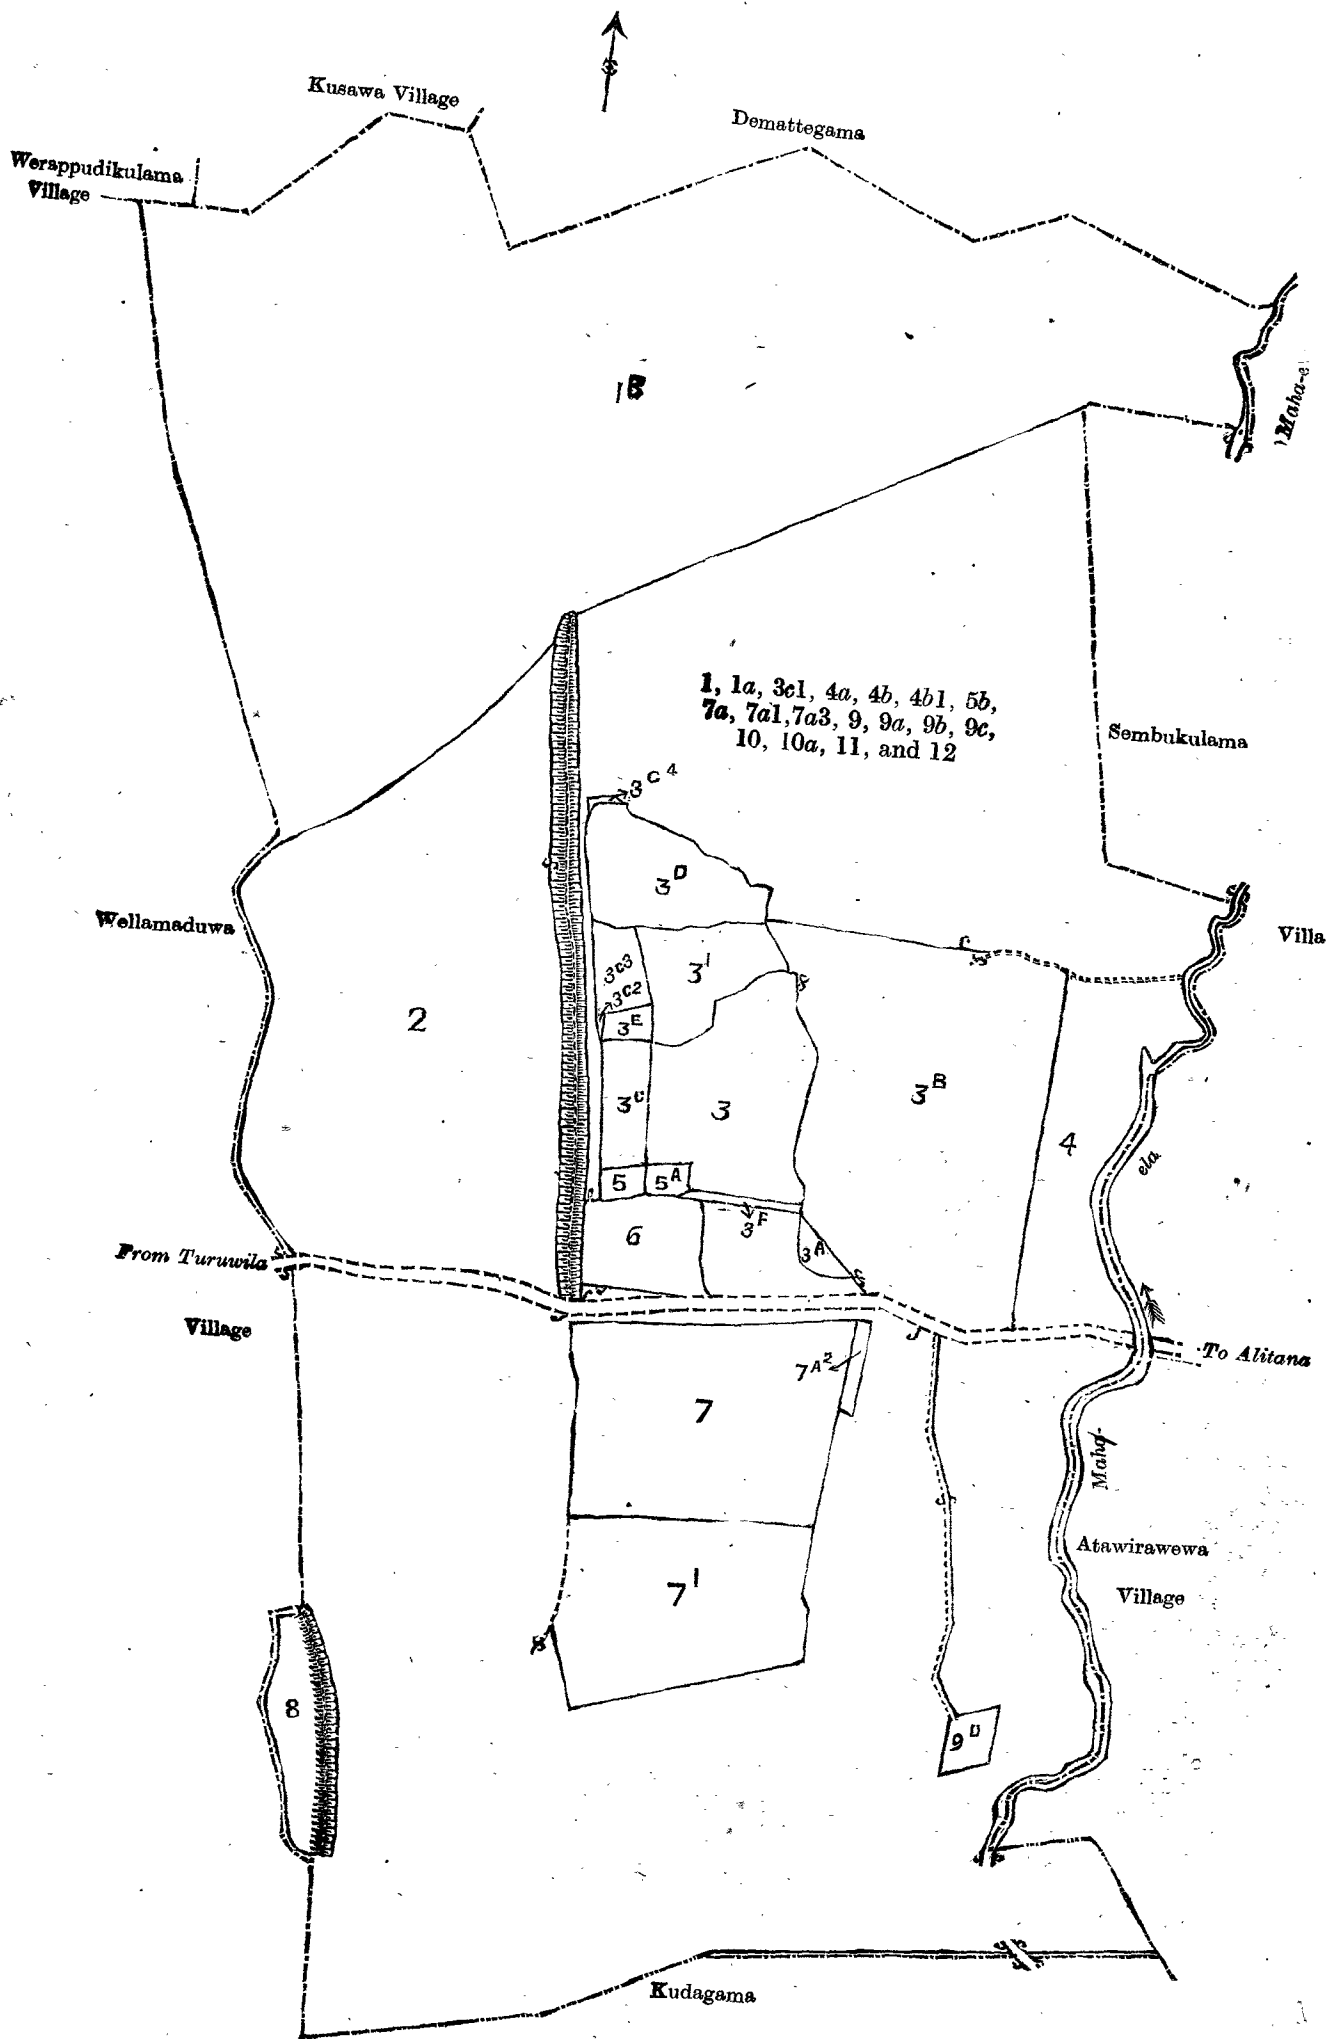 Kusawa Village
Demattegama
Werappudikulama
Village
1B
Maha-e
1, 1a, 3c1, 4a, 4b, 4b1, 5b,
7a, 7a1, 7a3, 9, 9a, 9b, 9c,
10, 10a, 11, and 12
Sembukulama
3C4
3D
Wellamaduwa
Villa
3C3
3I
3C2
2
3E
3B
3C
3
4
ela
5
5A
6
3F
3A
From Turuwila
Village
To Alitana
7A2
7
Maha-
Atawirawewa
Village
7I
8
9D
Kudagama